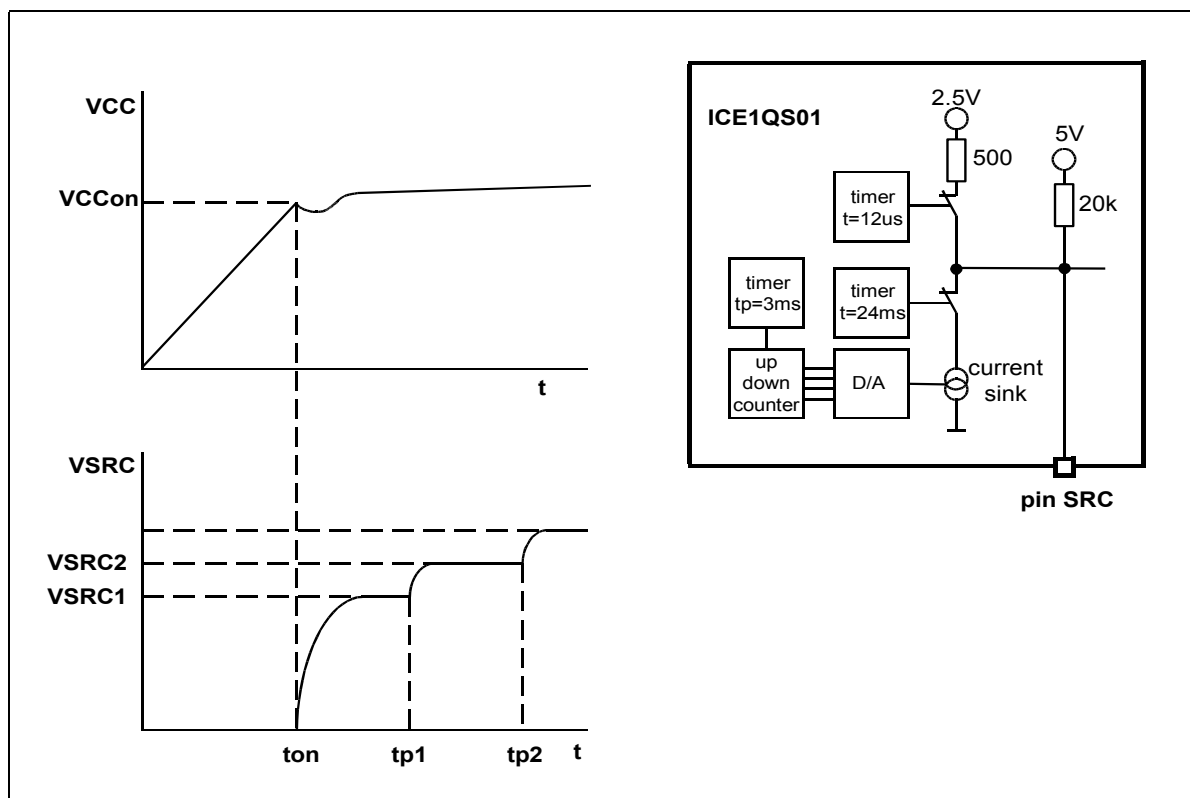 VCC
VCCon
t
VSRC
VSRC2
VSRC1
ton
tp1
tp2
t
ICE1QS01
2.5V
500
5V
20k
timer
t=12us
timer
tp=3ms
timer
t=24ms
up
down
counter
D/A
current
sink
pin SRC